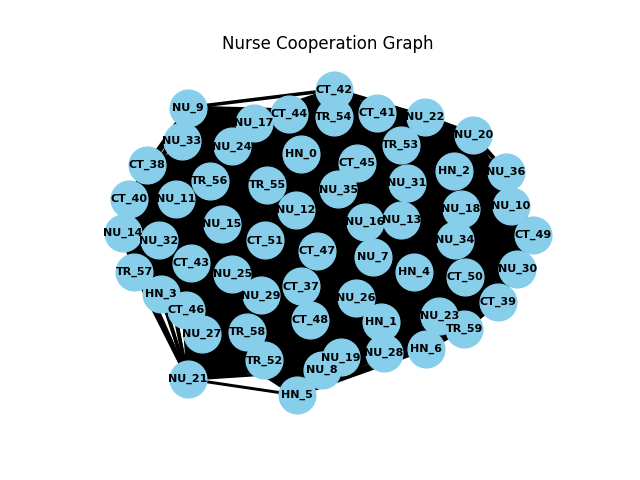 Nurse Cooperation Graph
CT_42
NU_9
CT_44
CT_41
TR_54
NU_22
NU_17
NU_20
NU_33
NU_24
TR_53
HN_0
CT_45
CT_38
HN_2
NU_36
TR_56
TR_55
NU_31
NU_35
CT_40
NU_11
NU_10
NU_12
NU_18
NU_15
NU_16
NU_13
NU_14
CT_49
NU_32
CT_51
NU_34
CT_47
NU_7
CT_43
NU_30
TR_57
NU_25
HN_4
CT_50
CT_37
HN_3
NU_29
NU_26
CT_39
CT_46
NU_23
CT_48
HN_1
TR_59
NU_27
TR_58
HN_6
NU_28
NU_19
TR_52
NU_8
NU_21
HN_5